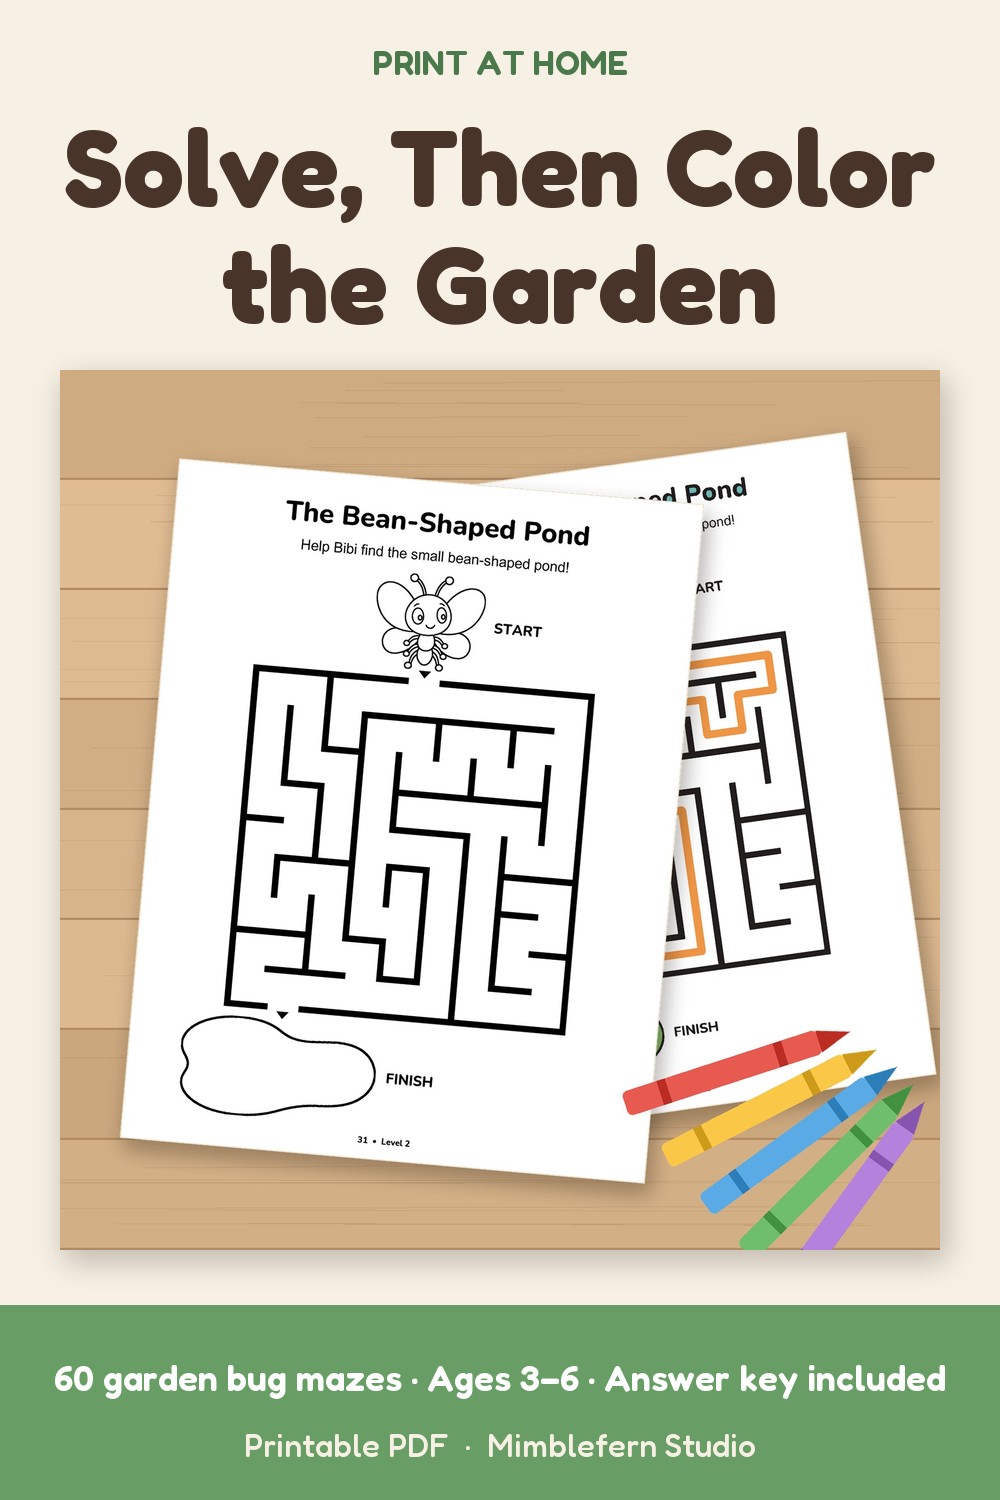 PRINT AT HOME
Solve, Then Color
the Garden
The Bean-Shaped Pond
Help Bibi find the small bean-shaped pond!
START
FINISH
31 • Level 2
Pond
pond!
FINISH
60 garden bug mazes · Ages 3–6 · Answer key included
Printable PDF · Mimblefern Studio